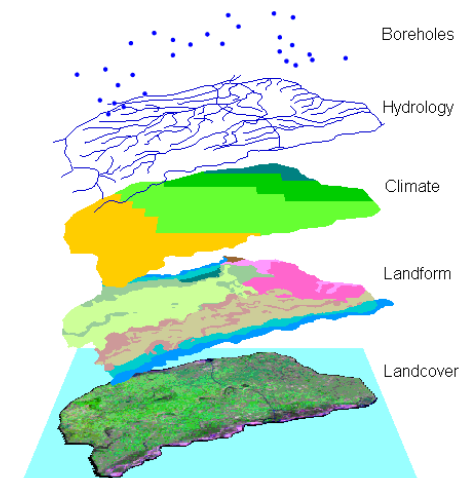 Boreholes
Hydrology
Climate
Landform
Landcover